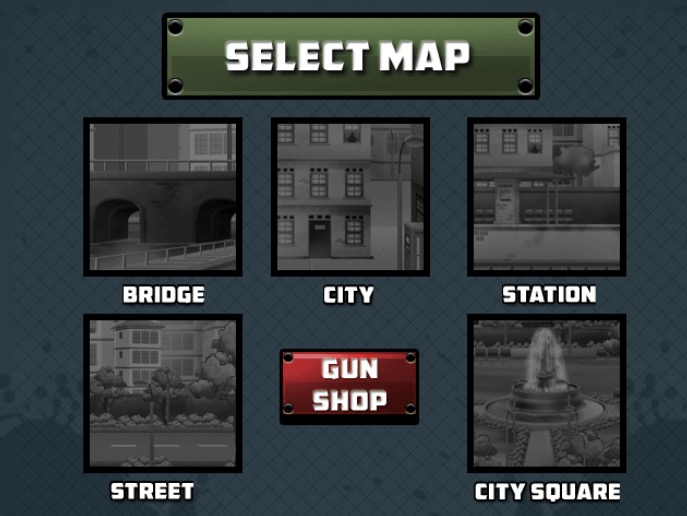 SELECT MAP
BRIDGE
CITY
STATION
GUN
SHOP
STREET
CITY SQUARE